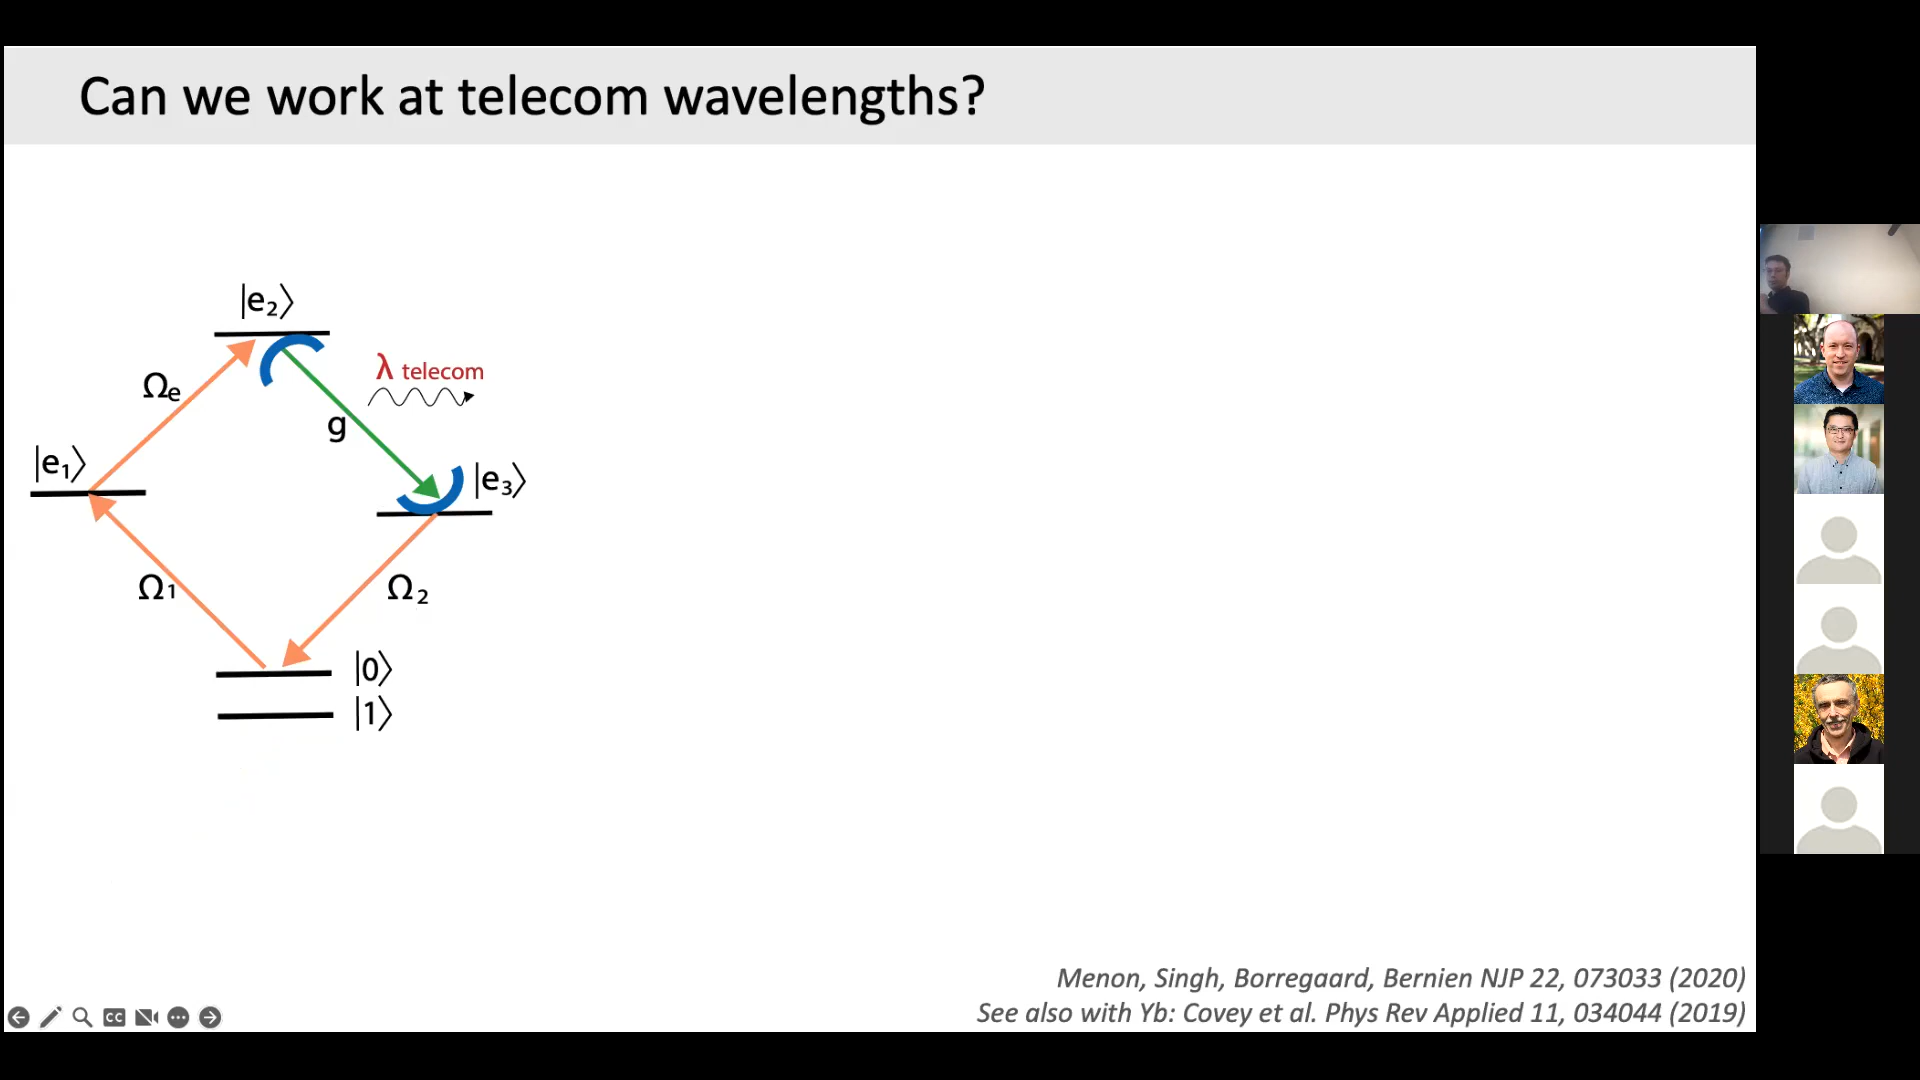 Can we work at telecom wavelengths?
|e₂⟩
Ωe
λ telecom
g
|e₁⟩
|e₃⟩
Ω1
Ω2
|0⟩
|1⟩
Menon, Singh, Borregaard, Bernien NJP 22, 073033 (2020)
See also with Yb: Covey et al. Phys Rev Applied 11, 034044 (2019)
CC